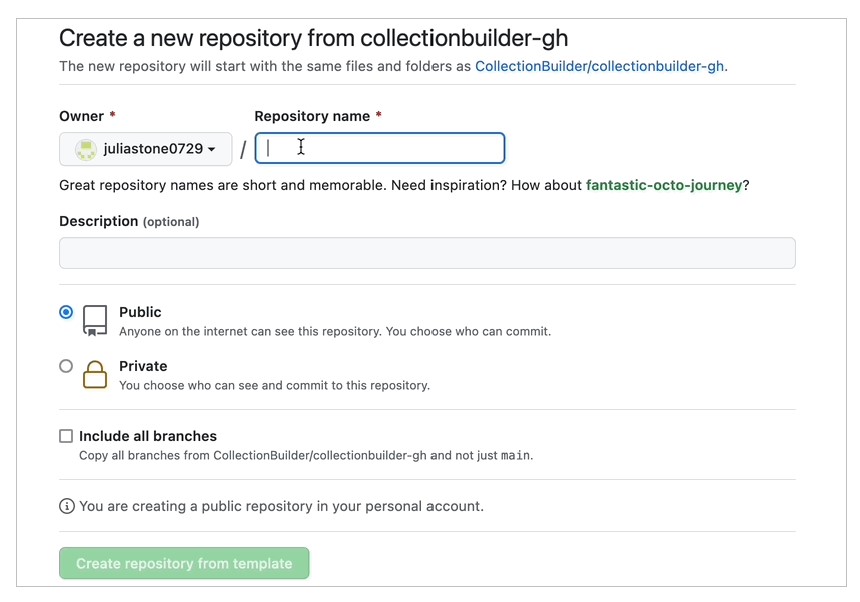 Create a new repository from collectionbuilder-gh
The new repository will start with the same files and folders as CollectionBuilder/collectionbuilder-gh.
Owner * Repository name *
juliastone0729 /
Great repository names are short and memorable. Need inspiration? How about fantastic-octo-journey?
Description (optional)
Public
Anyone on the internet can see this repository. You choose who can commit.
Private
You choose who can see and commit to this repository.
Include all branches
Copy all branches from CollectionBuilder/collectionbuilder-gh and not just main.
You are creating a public repository in your personal account.
Create repository from template